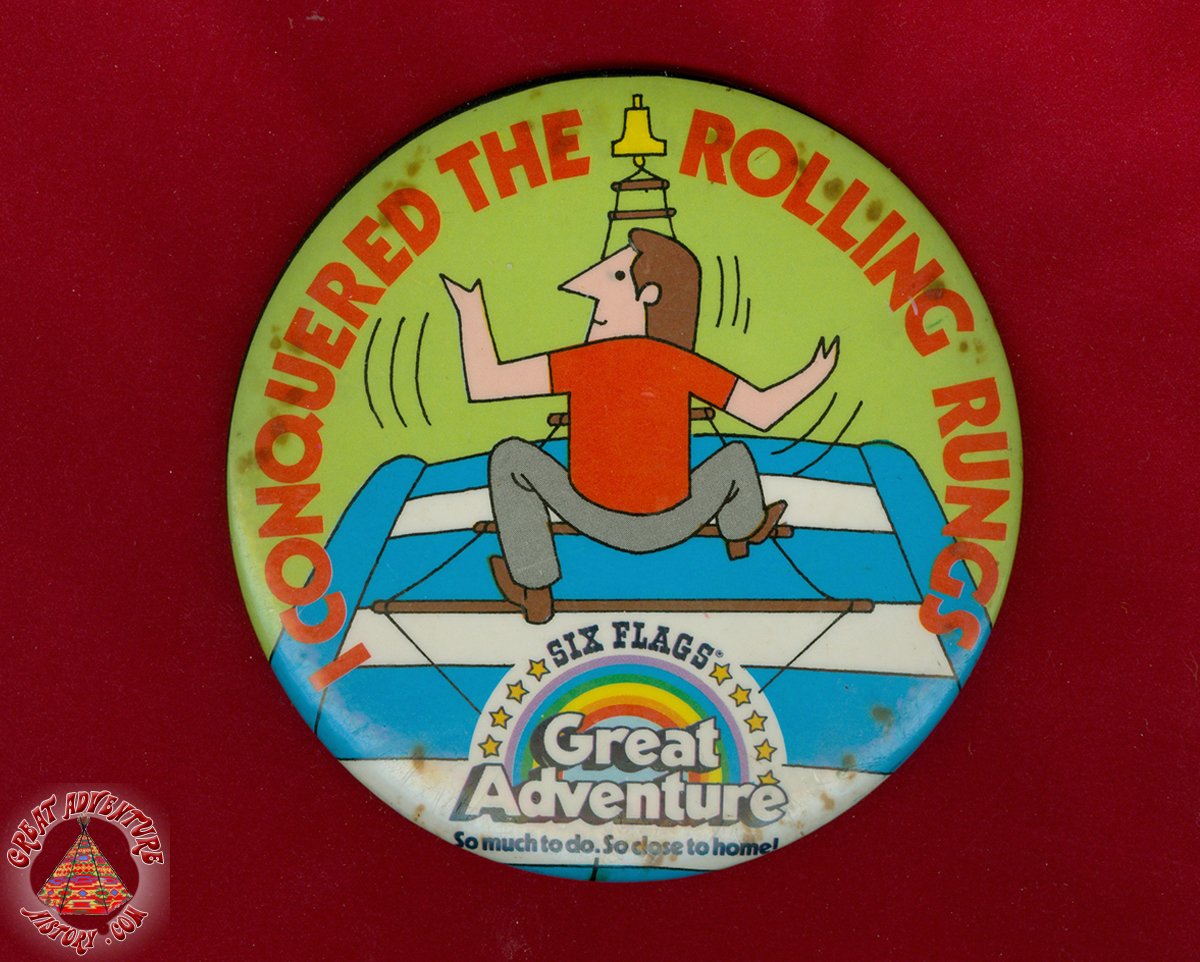 I CONQUERED THE ROLLING RUNGS
SIX FLAGS®
Great
Adventure
So much to do. So close to home!
GREAT ADVENTURE
HISTORY.COM